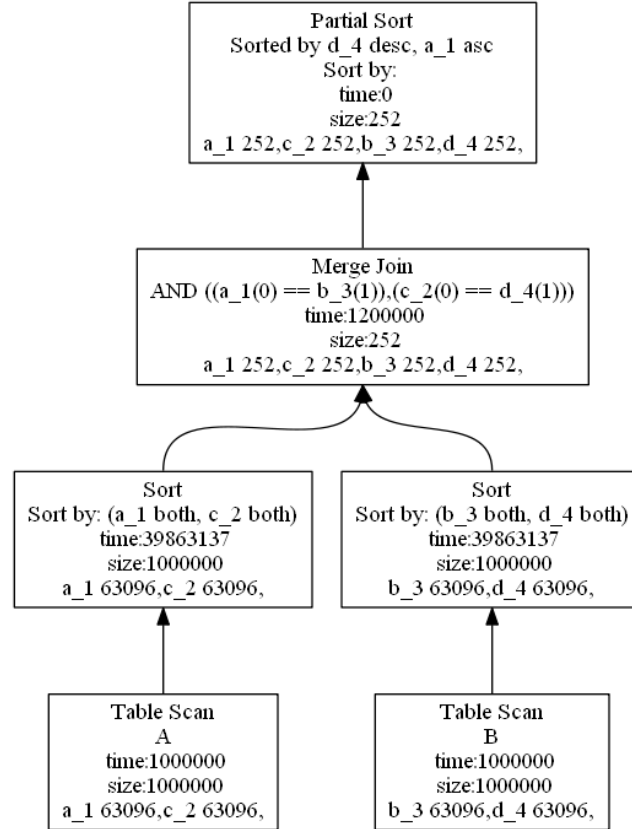 Partial Sort
Sorted by d_4 desc, a_1 asc
Sort by:
time:0
size:252
a_1 252,c_2 252,b_3 252,d_4 252,
Merge Join
AND ((a_1(0) == b_3(1)),(c_2(0) == d_4(1)))
time:1200000
size:252
a_1 252,c_2 252,b_3 252,d_4 252,
Sort
Sort by: (a_1 both, c_2 both)
time:39863137
size:1000000
a_1 63096,c_2 63096,
Sort
Sort by: (b_3 both, d_4 both)
time:39863137
size:1000000
b_3 63096,d_4 63096,
Table Scan
A
time:1000000
size:1000000
a_1 63096,c_2 63096,
Table Scan
B
time:1000000
size:1000000
b_3 63096,d_4 63096,